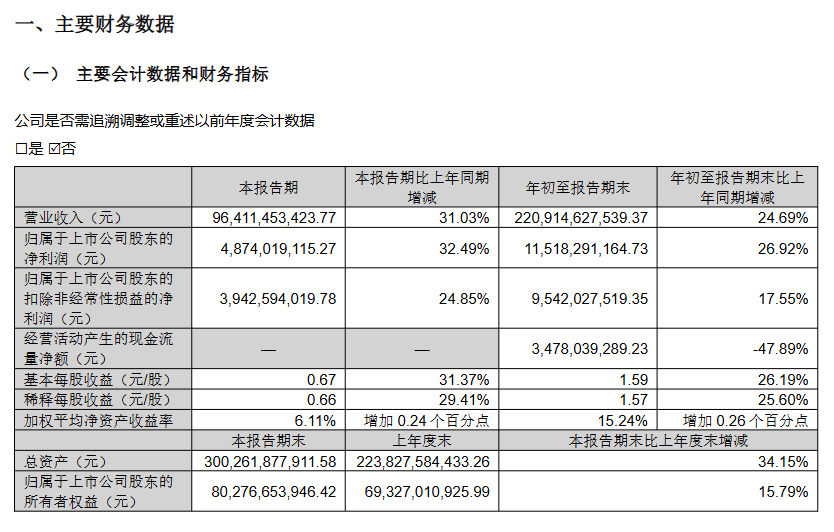 一、主要财务数据
（一） 主要会计数据和财务指标
公司是否需追溯调整或重述以前年度会计数据
□是 ☑否
本报告期 本报告期比上年同期增减 年初至报告期末 年初至报告期末比上年同期增减
营业收入（元） 96,411,453,423.77 31.03% 220,914,627,539.37 24.69%
归属于上市公司股东的净利润（元） 4,874,019,115.27 32.49% 11,518,291,164.73 26.92%
归属于上市公司股东的扣除非经常性损益的净利润（元） 3,942,594,019.78 24.85% 9,542,027,519.35 17.55%
经营活动产生的现金流量净额（元） — — 3,478,039,289.23 -47.89%
基本每股收益（元/股） 0.67 31.37% 1.59 26.19%
稀释每股收益（元/股） 0.66 29.41% 1.57 25.60%
加权平均净资产收益率 6.11% 增加 0.24 个百分点 15.24% 增加 0.26 个百分点
本报告期末 上年度末 本报告期末比上年度末增减
总资产（元） 300,261,877,911.58 223,827,584,433.26 34.15%
归属于上市公司股东的所有者权益（元） 80,276,653,946.42 69,327,010,925.99 15.79%